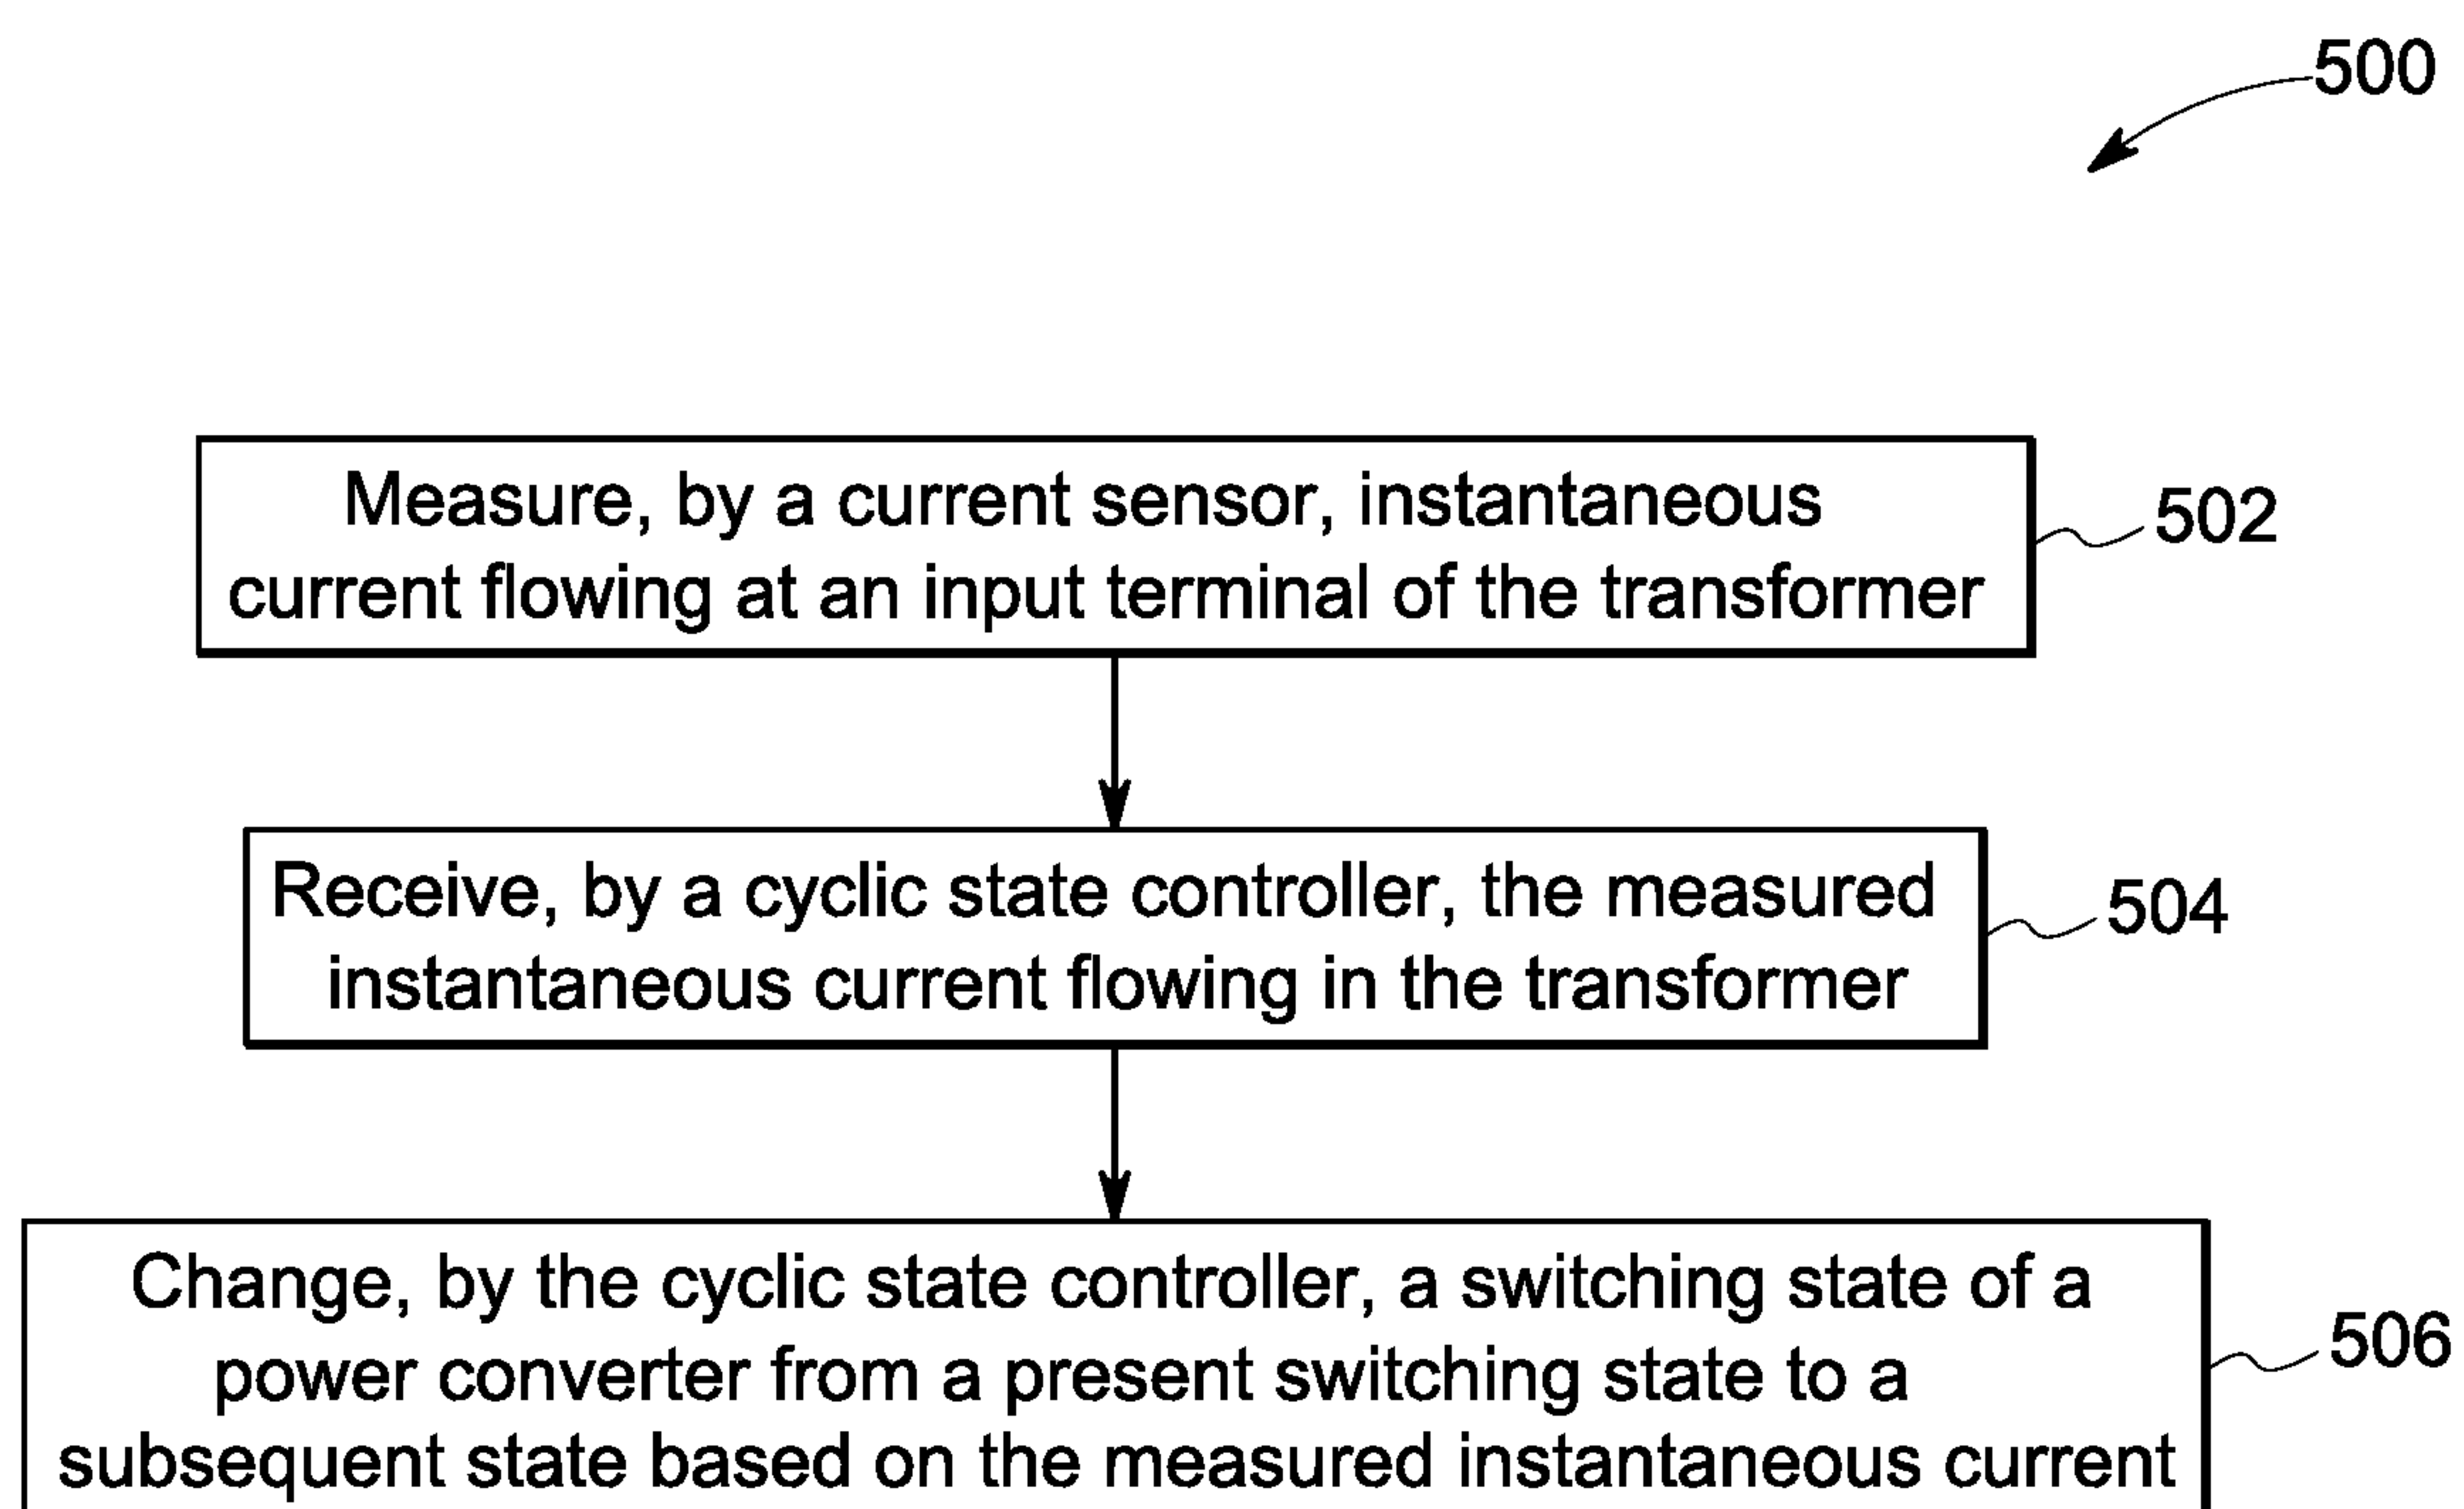 500
Measure, by a current sensor, instantaneous
current flowing at an input terminal of the transformer
502
Receive, by a cyclic state controller, the measured
instantaneous current flowing in the transformer
504
Change, by the cyclic state controller, a switching state of a
power converter from a present switching state to a
subsequent state based on the measured instantaneous current
506